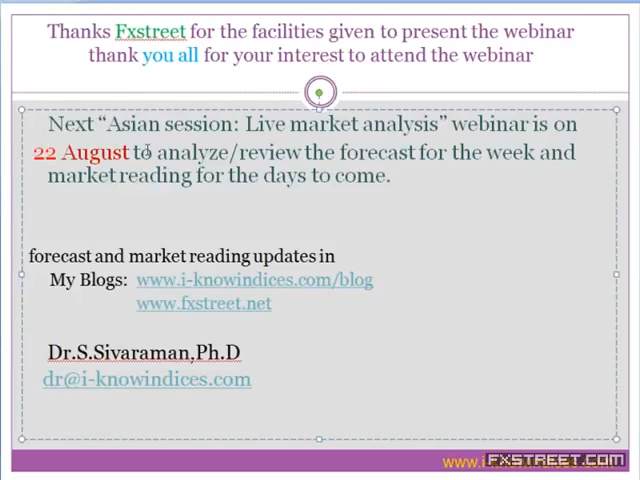 Thanks Fxstreet for the facilities given to present the webinar
thank you all for your interest to attend the webinar
Next “Asian session: Live market analysis” webinar is on
22 August to analyze/review the forecast for the week and
market reading for the days to come.
forecast and market reading updates in
My Blogs: www.i-knowindices.com/blog
www.fxstreet.net
Dr.S.Sivaraman,Ph.D
dr@i-knowindices.com
FXSTREET.COM